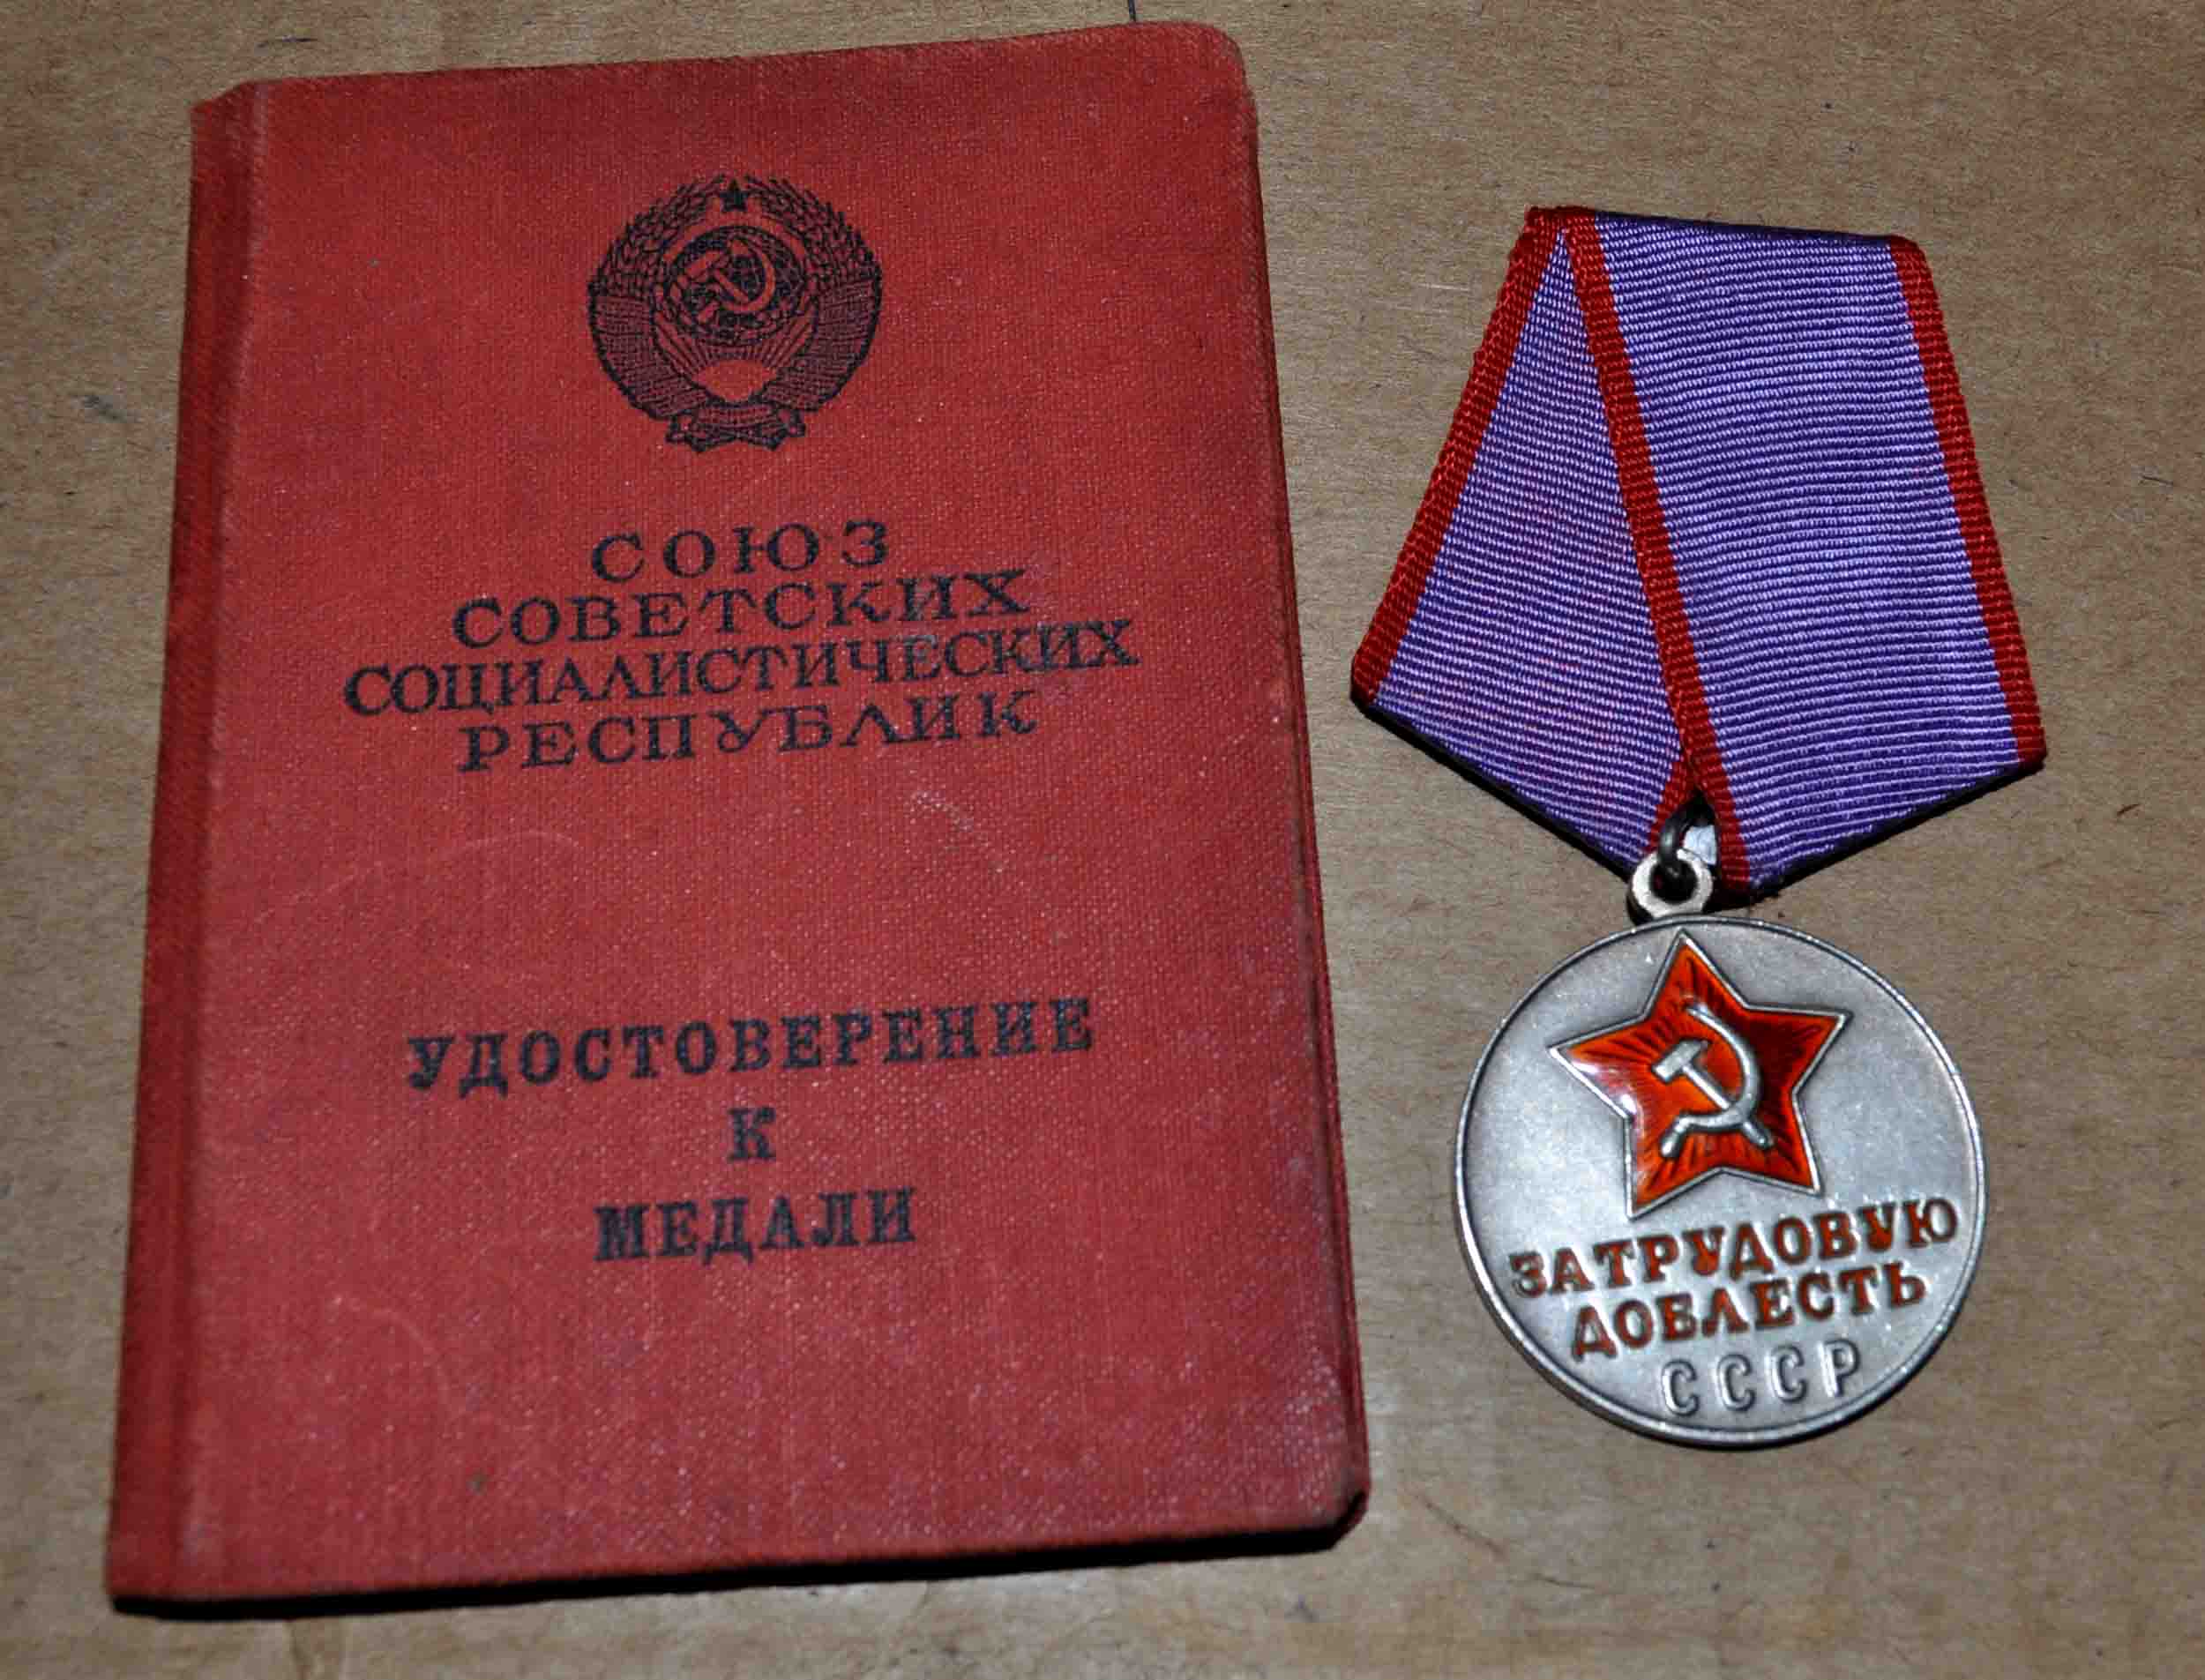 СОЮЗ
СОВЕТСКИХ
СОЦИАЛИСТИЧЕСКИХ
РЕСПУБЛИК
УДОСТОВЕРЕНИЕ
К
МЕДАЛИ
ЗА ТРУДОВУЮ
ДОБЛЕСТЬ
СССР